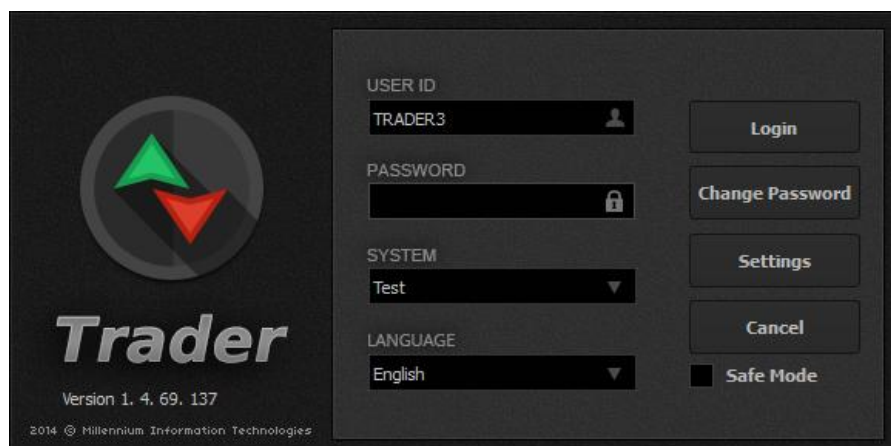 Trader
Version 1. 4. 69. 137
2014 © Millennium Information Technologies
USER ID
TRADER3
PASSWORD
SYSTEM
Test
LANGUAGE
English
Login
Change Password
Settings
Cancel
Safe Mode